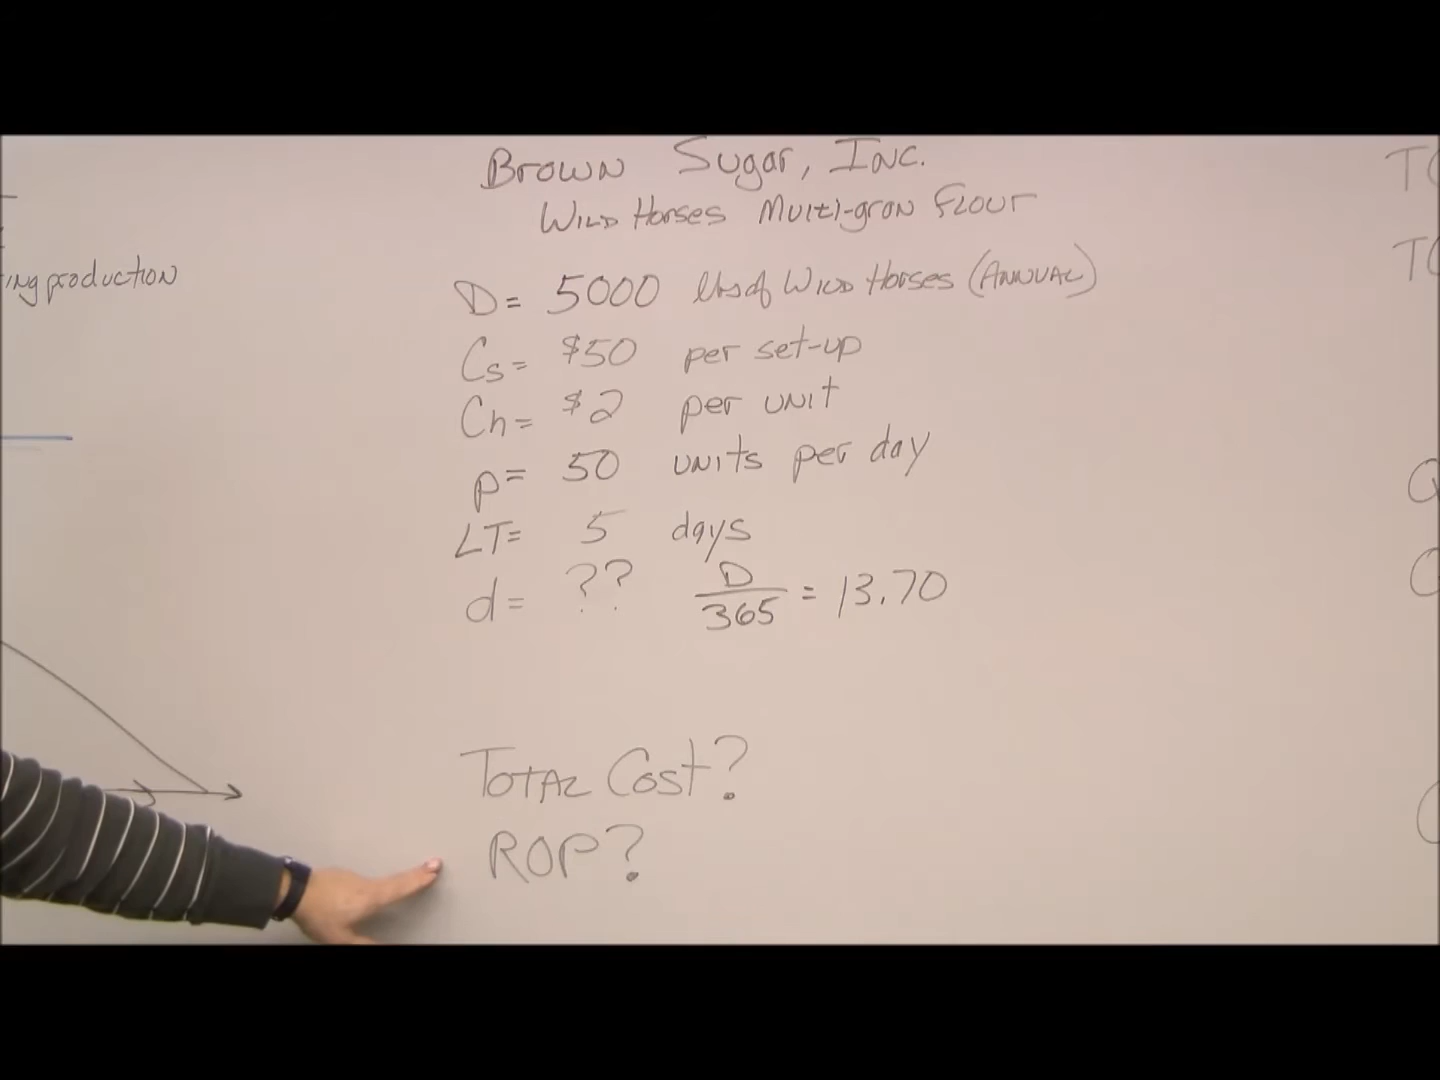 Brown Sugar, Inc.
Wild Horses Multi-gran Flour
ing production
D = 5000 lbs of Wild Horses (Annual)
Cs = $50 per set-up
Ch = $2 per unit
p = 50 units per day
LT = 5 days
d = ?? D/365 = 13.70
Total Cost?
ROP?